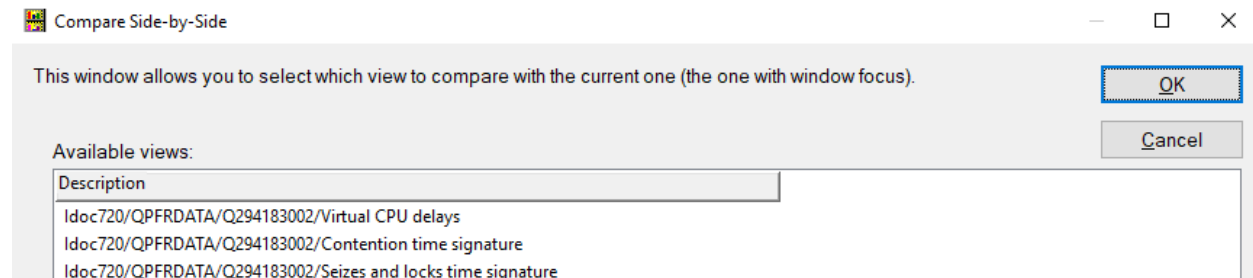 Compare Side-by-Side
This window allows you to select which view to compare with the current one (the one with window focus).
OK
Cancel
Available views:
Description
Idoc720/QPFRDATA/Q294183002/Virtual CPU delays
Idoc720/QPFRDATA/Q294183002/Contention time signature
Idoc720/QPFRDATA/Q294183002/Seizes and locks time signature